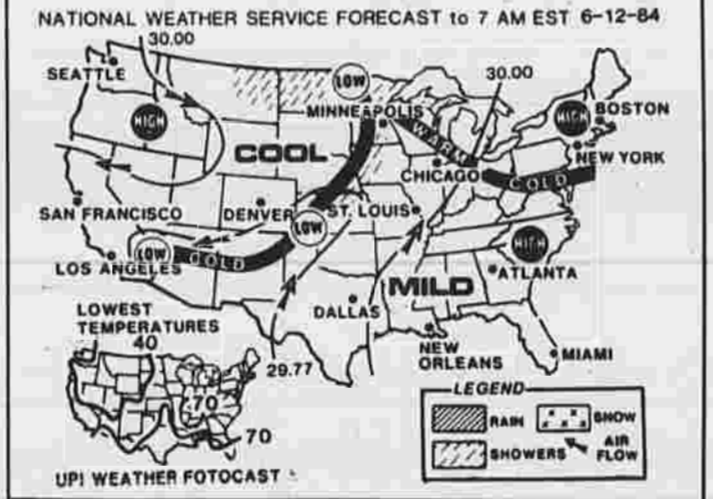 NATIONAL WEATHER SERVICE FORECAST to 7 AM EST 6-12-84
30.00
SEATTLE
LOW
30.00
HIGH
MINNEAPOLIS
HIGH
BOSTON
WARM
COOL
NEW YORK
CHICAGO
COLD
SAN FRANCISCO
DENVER
ST. LOUIS
LOW
HIGH
LOW
LOS ANGELES
COLD
ATLANTA
MILD
DALLAS
LOWEST
TEMPERATURES
40
NEW
ORLEANS
MIAMI
29.77
70
70
LEGEND
RAIN
SNOW
SHOWERS
AIR
FLOW
UPI WEATHER FOTOCAST